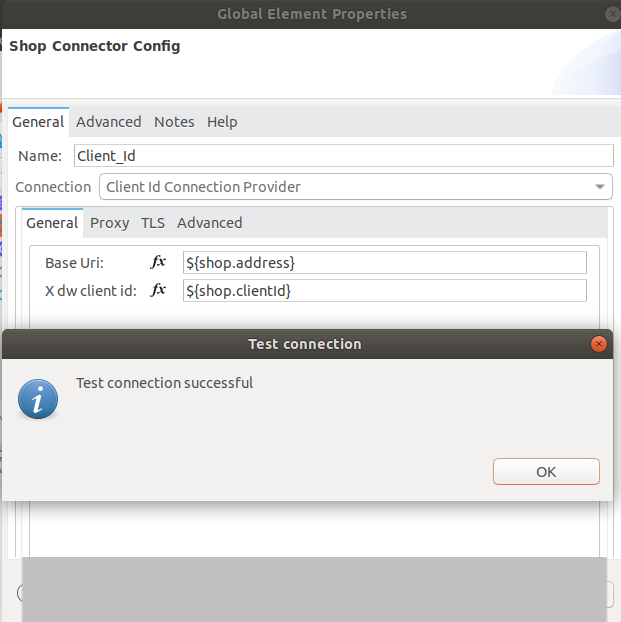 Global Element Properties
Shop Connector Config
General Advanced Notes Help
Name: Client_Id
Connection Client Id Connection Provider
General Proxy TLS Advanced
Base Uri: fx ${shop.address}
X dw client id: fx ${shop.clientId}
Test connection
i Test connection successful
OK